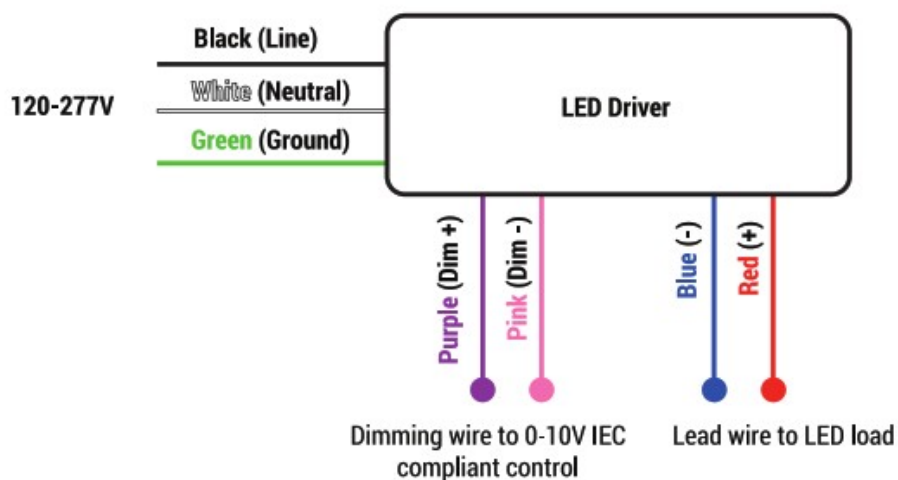 Black (Line)
White (Neutral)
120-277V
Green (Ground)
LED Driver
Purple (Dim +)
Pink (Dim -)
Blue (-)
Red (+)
Dimming wire to 0-10V IEC
compliant control
Lead wire to LED load